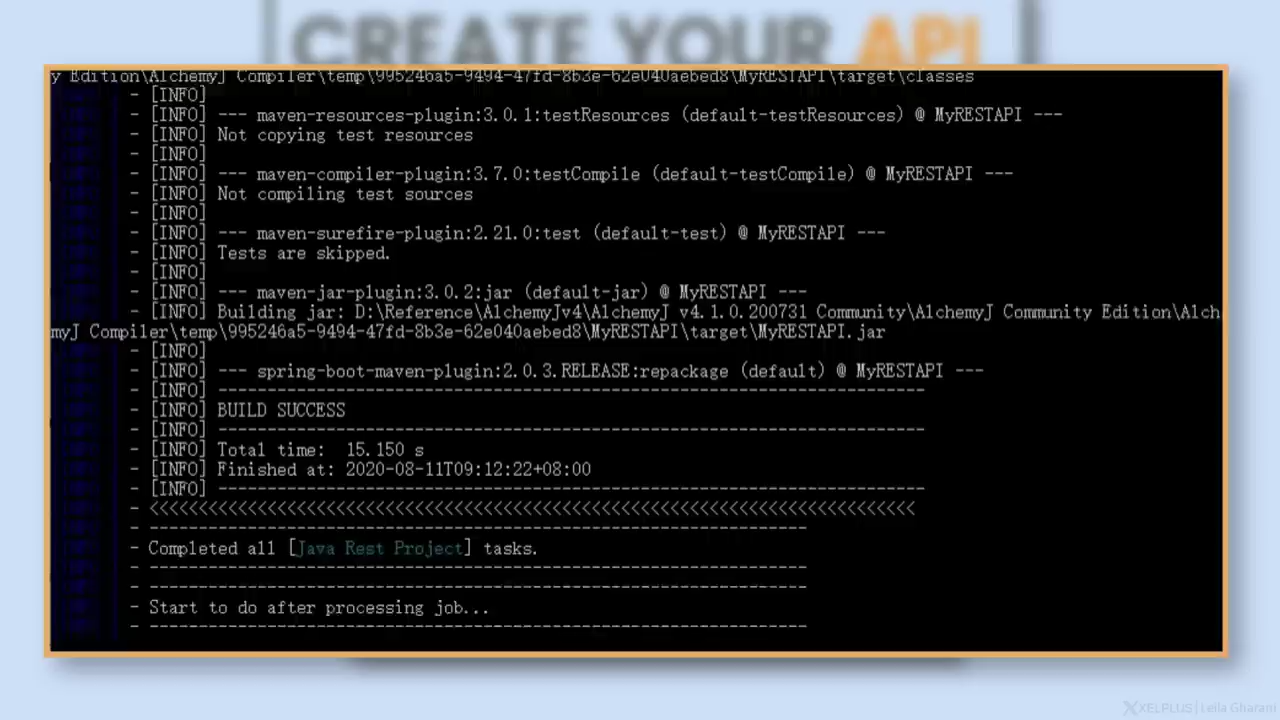 CREATE YOUR API
y Edition\AlchemyJ Compiler\temp\995246a5-9494-47fd-8b3e-62e040aebed8\MyRESTAPI\target\classes
- [INFO]
- [INFO] --- maven-resources-plugin:3.0.1:testResources (default-testResources) @ MyRESTAPI ---
- [INFO] Not copying test resources
- [INFO]
- [INFO] --- maven-compiler-plugin:3.7.0:testCompile (default-testCompile) @ MyRESTAPI ---
- [INFO] Not compiling test sources
- [INFO]
- [INFO] --- maven-surefire-plugin:2.21.0:test (default-test) @ MyRESTAPI ---
- [INFO] Tests are skipped.
- [INFO]
- [INFO] --- maven-jar-plugin:3.0.2:jar (default-jar) @ MyRESTAPI ---
- [INFO] Building jar: D:\Reference\AlchemyJv4\AlchemyJ v4.1.0.200731 Community\AlchemyJ Community Edition\Alch
myJ Compiler\temp\995246a5-9494-47fd-8b3e-62e040aebed8\MyRESTAPI\target\MyRESTAPI.jar
- [INFO]
- [INFO] --- spring-boot-maven-plugin:2.0.3.RELEASE:repackage (default) @ MyRESTAPI ---
- [INFO] ------------------------------------------------------------------------
- [INFO] BUILD SUCCESS
- [INFO] ------------------------------------------------------------------------
- [INFO] Total time:  15.150 s
- [INFO] Finished at: 2020-08-11T09:12:22+08:00
- [INFO] ------------------------------------------------------------------------
- <<<<<<<<<<<<<<<<<<<<<<<<<<<<<<<<<<<<<<<<<<<<<<<<<<<<<<<<<<<<<<<<<<<<<<<<<<<<<<
- -------------------------------------------------------------------
- Completed all [Java Rest Project] tasks.
- -------------------------------------------------------------------
- -------------------------------------------------------------------
- Start to do after processing job...
- -------------------------------------------------------------------
XELPLUS | Leila Gharani